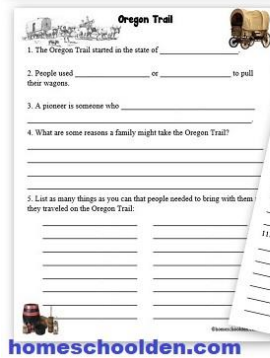 Oregon Trail
1. The Oregon Trail started in the state of
2. People used or to pull
their wagons.
3. A pioneer is someone who
4. What are some reasons a family might take the Oregon Trail?
5. List as many things as you can that people needed to bring with them
they traveled on the Oregon Trail:
11.
homeschoolden.com